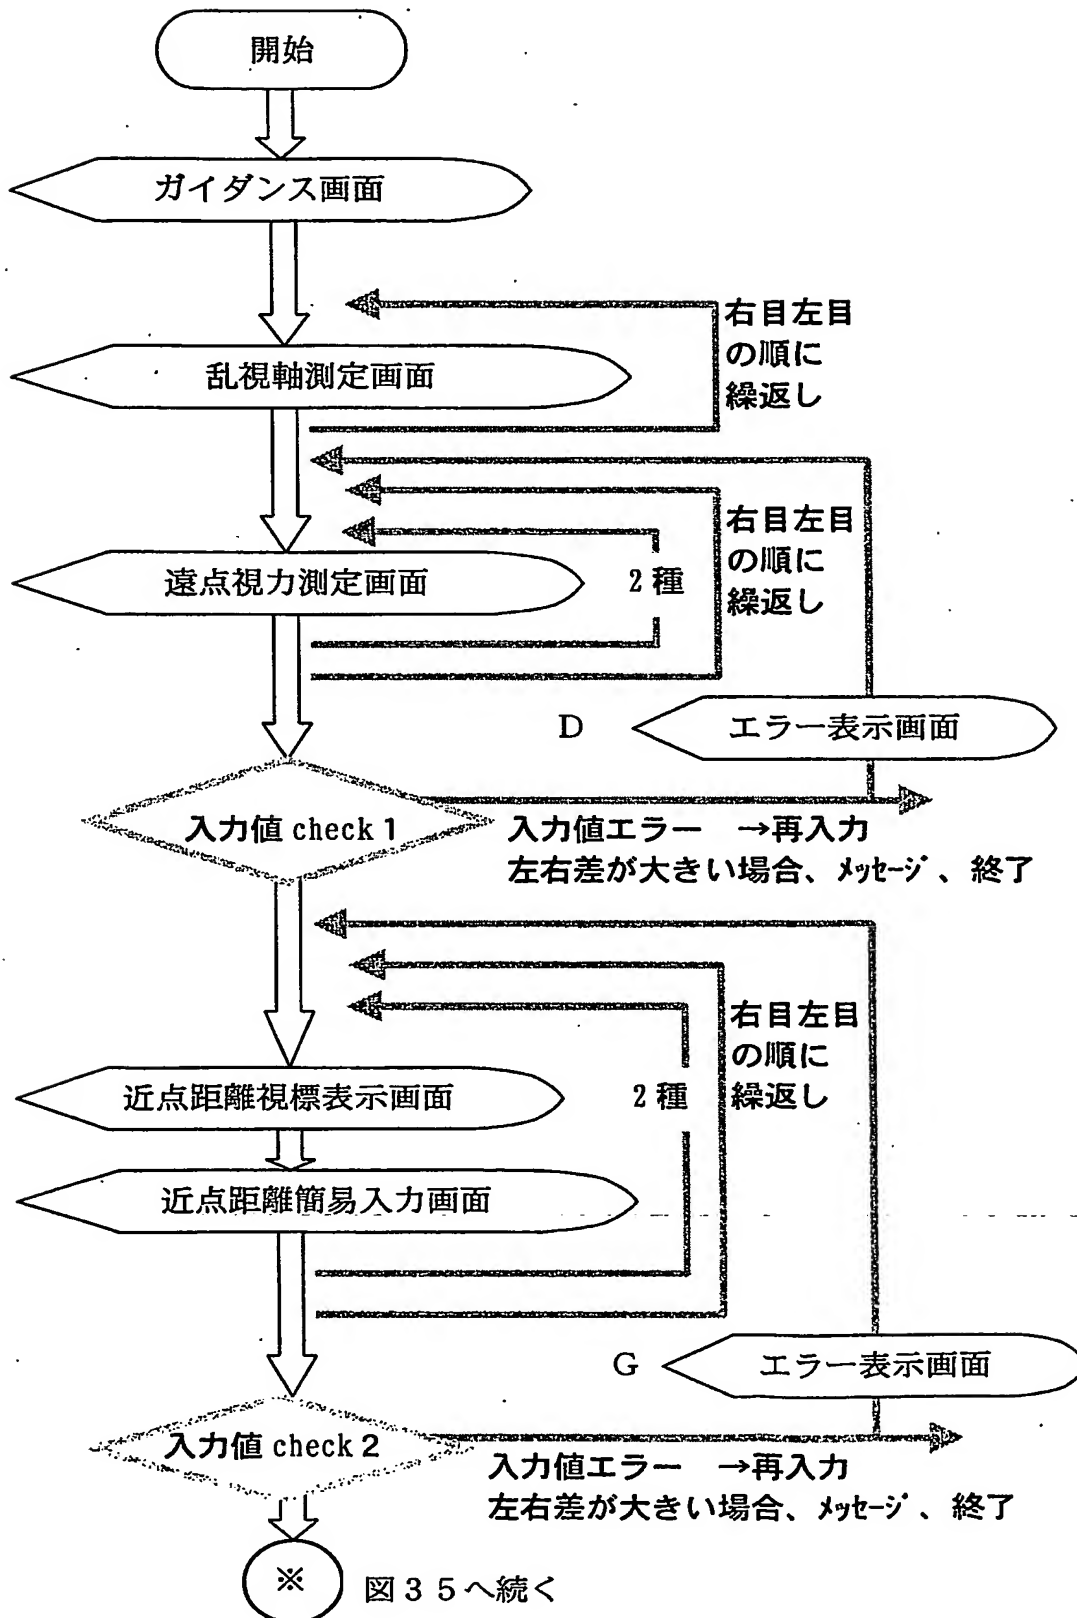 開始
ガイダンス画面
右目左目
の順に
繰返し
乱視軸測定画面
右目左目
の順に
繰返し
2種
遠点視力測定画面
D
エラー表示画面
入力値 check 1
入力値エラー →再入力
左右差が大きい場合、ﾒｯｾｰｼﾞ、終了
右目左目
の順に
繰返し
2種
近点距離視標表示画面
近点距離簡易入力画面
G
エラー表示画面
入力値 check 2
入力値エラー →再入力
左右差が大きい場合、ﾒｯｾｰｼﾞ、終了
※
図35へ続く